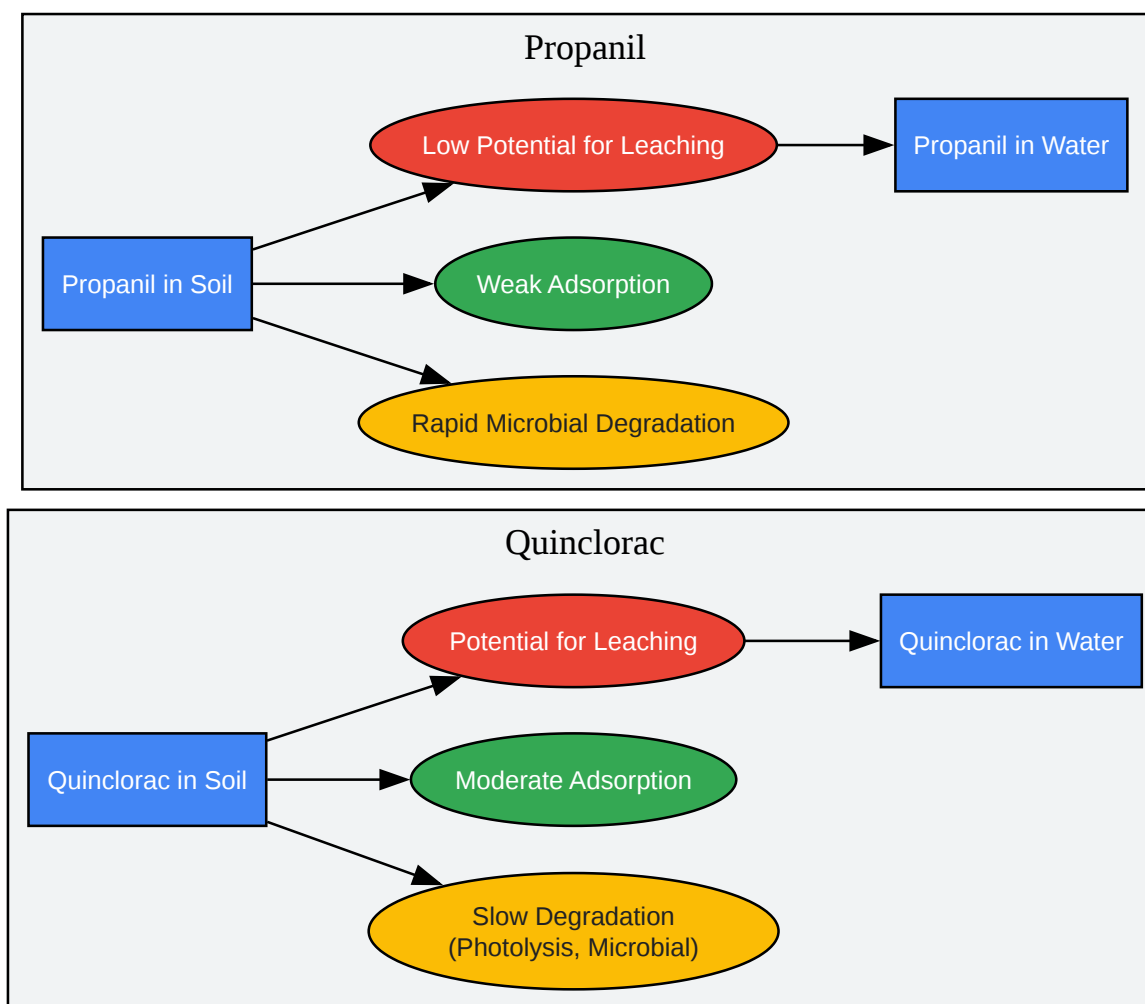 Propanil
Low Potential for Leaching
Propanil in Water
Propanil in Soil
Weak Adsorption
Rapid Microbial Degradation
Quinclorac
Potential for Leaching
Quinclorac in Water
Quinclorac in Soil
Moderate Adsorption
Slow Degradation
(Photolysis, Microbial)